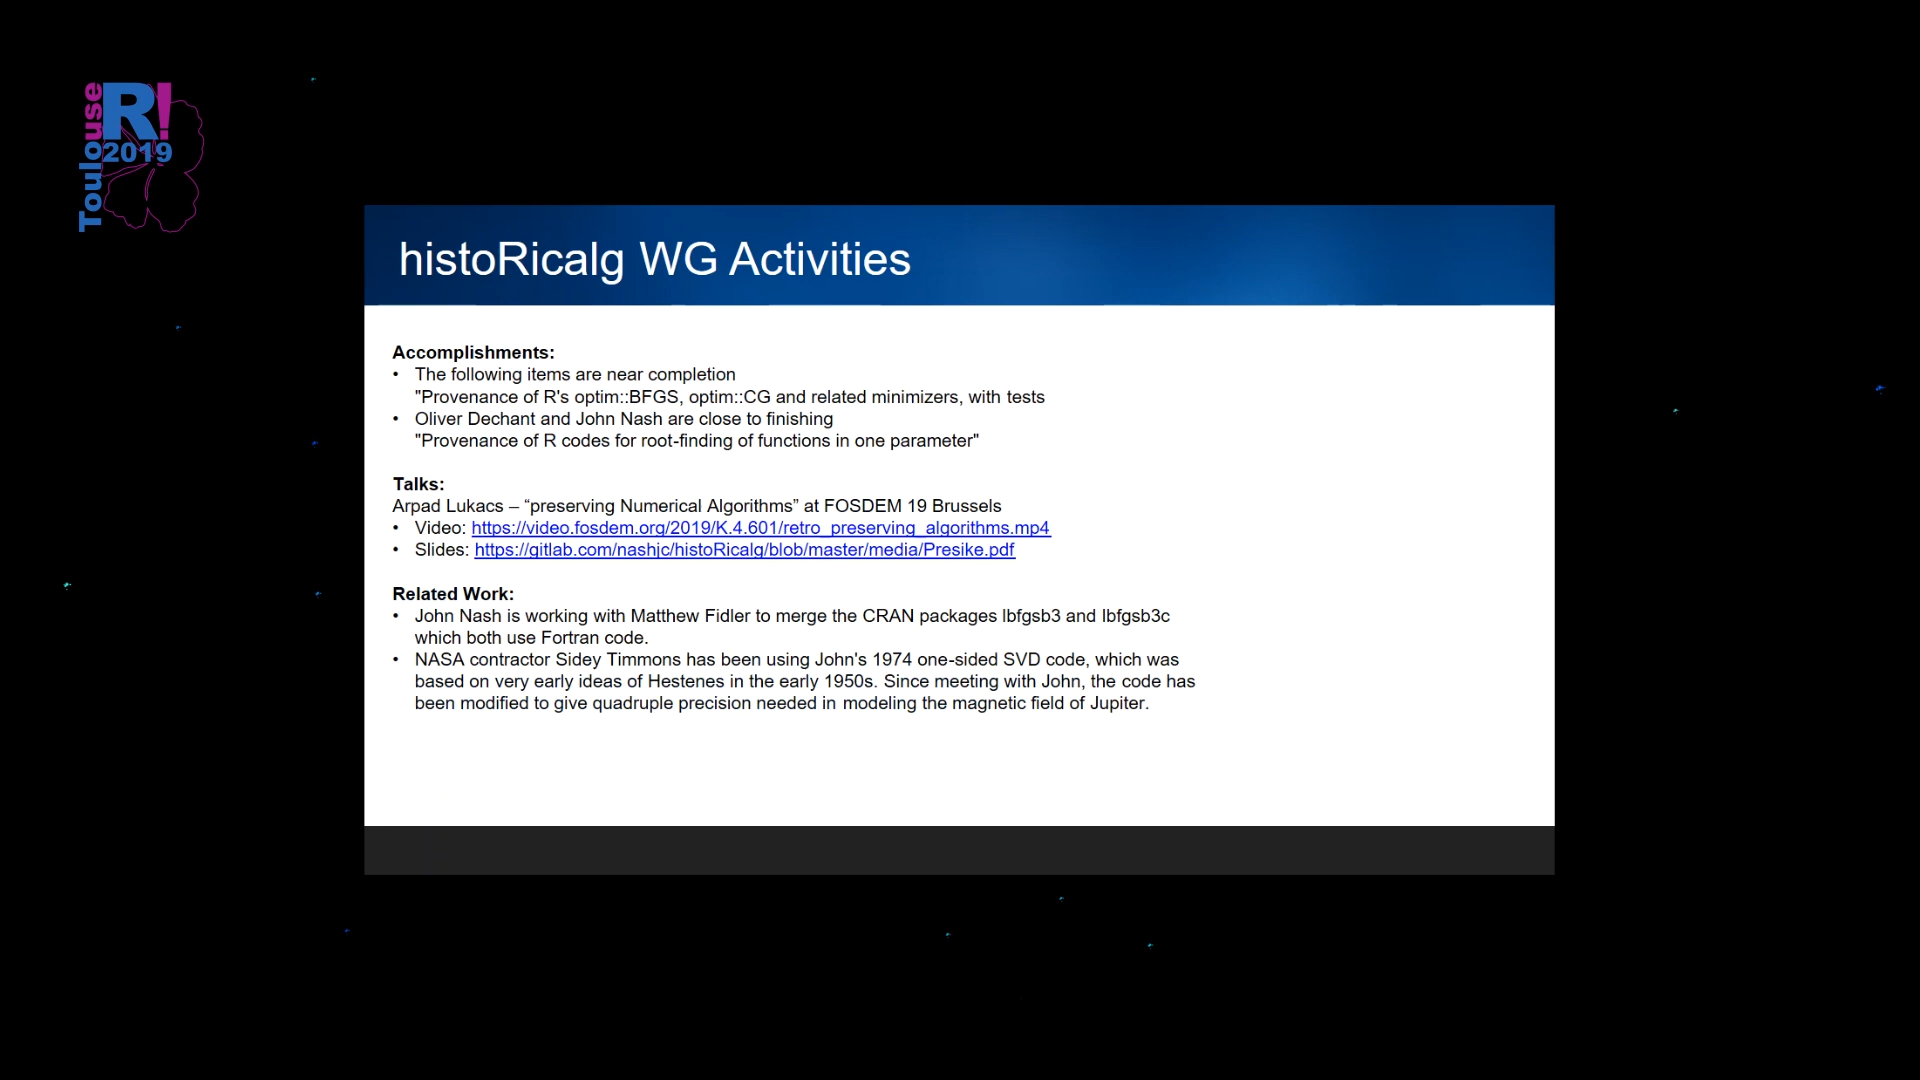 Toulouse
R!
2019
histoRicalg WG Activities
Accomplishments:
• The following items are near completion
"Provenance of R's optim::BFGS, optim::CG and related minimizers, with tests
• Oliver Dechant and John Nash are close to finishing
"Provenance of R codes for root-finding of functions in one parameter"
Talks:
Arpad Lukacs – “preserving Numerical Algorithms” at FOSDEM 19 Brussels
• Video: https://video.fosdem.org/2019/K.4.601/retro_preserving_algorithms.mp4
• Slides: https://gitlab.com/nashjc/histoRicalg/blob/master/media/Presike.pdf
Related Work:
• John Nash is working with Matthew Fidler to merge the CRAN packages lbfgsb3 and lbfgsb3c
which both use Fortran code.
• NASA contractor Sidey Timmons has been using John's 1974 one-sided SVD code, which was
based on very early ideas of Hestenes in the early 1950s. Since meeting with John, the code has
been modified to give quadruple precision needed in modeling the magnetic field of Jupiter.